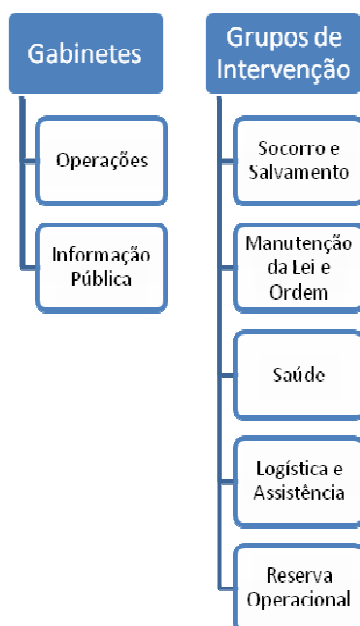 Gabinetes
Operações
Informação
Pública
Grupos de
Intervenção
Socorro e
Salvamento
Manutenção
da Lei e
Ordem
Saúde
Logística e
Assistência
Reserva
Operacional